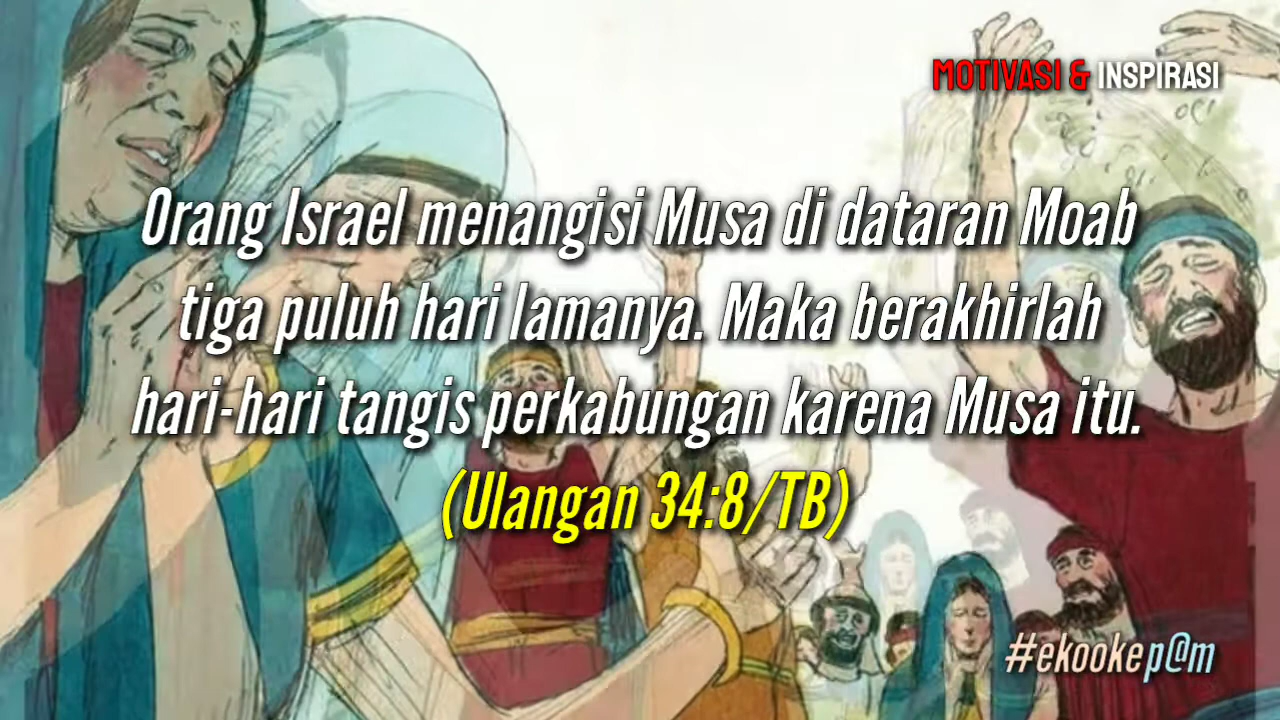 MOTIVASI & INSPIRASI
Orang Israel menangisi Musa di dataran Moab
tiga puluh hari lamanya. Maka berakhirlah
hari-hari tangis perkabungan karena Musa itu.
(Ulangan 34:8/TB)
#ekookep@m